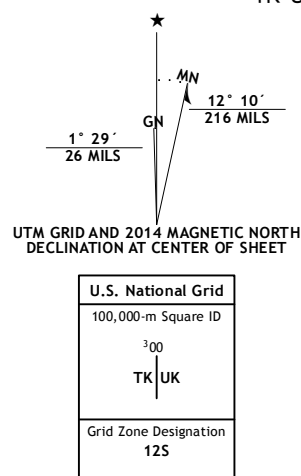 MN
GN
12° 10´
216 MILS
1° 29´
26 MILS
UTM GRID AND 2014 MAGNETIC NORTH
DECLINATION AT CENTER OF SHEET
U.S. National Grid
100,000-m Square ID
³00
TK UK
Grid Zone Designation
12S